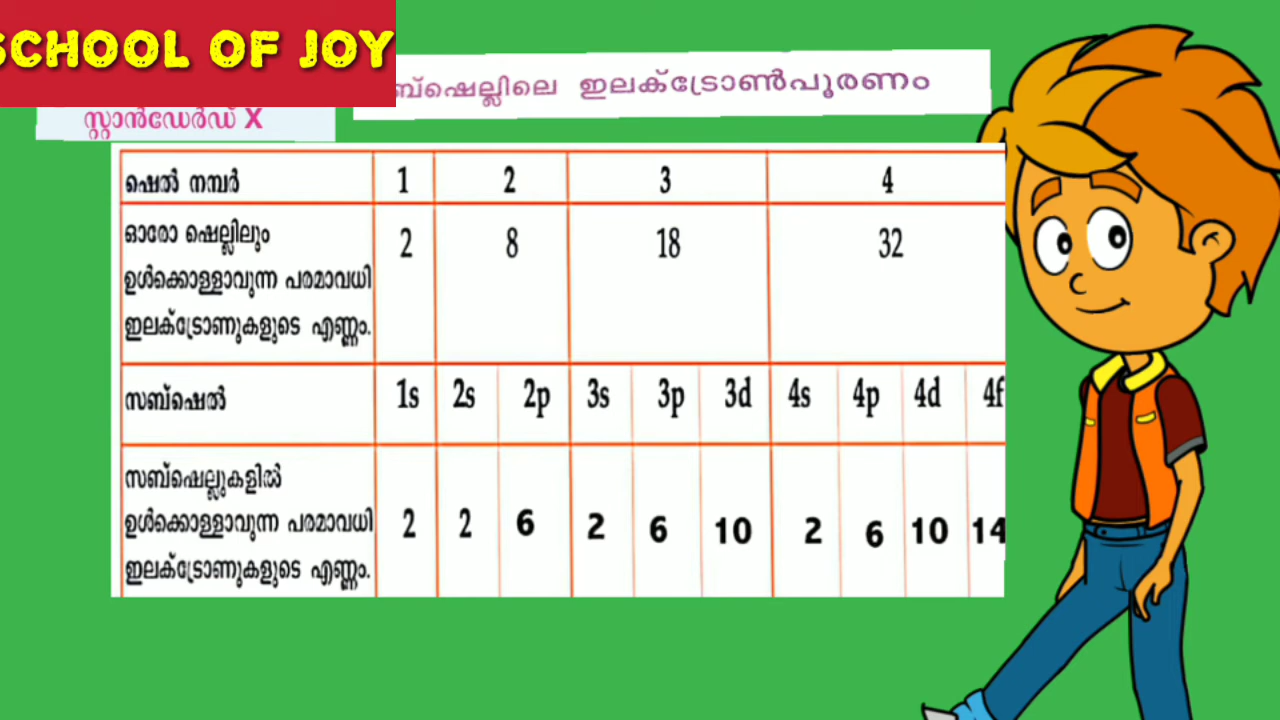 SCHOOL OF JOY
ബ്ഷെല്ലിലെ ഇലക്ട്രോൺപൂരണം
സ്റ്റാൻഡേർഡ് X
ഷെൽ നമ്പർ 1 2 3 4
ഓരോ ഷെല്ലിലും
ഉൾക്കൊള്ളാവുന്ന പരമാവധി
ഇലക്ട്രോണുകളുടെ എണ്ണം. 2 8 18 32
സബ്ഷെൽ 1s 2s 2p 3s 3p 3d 4s 4p 4d 4f
സബ്ഷെല്ലുകളിൽ
ഉൾക്കൊള്ളാവുന്ന പരമാവധി
ഇലക്ട്രോണുകളുടെ എണ്ണം. 2 2 6 2 6 10 2 6 10 14